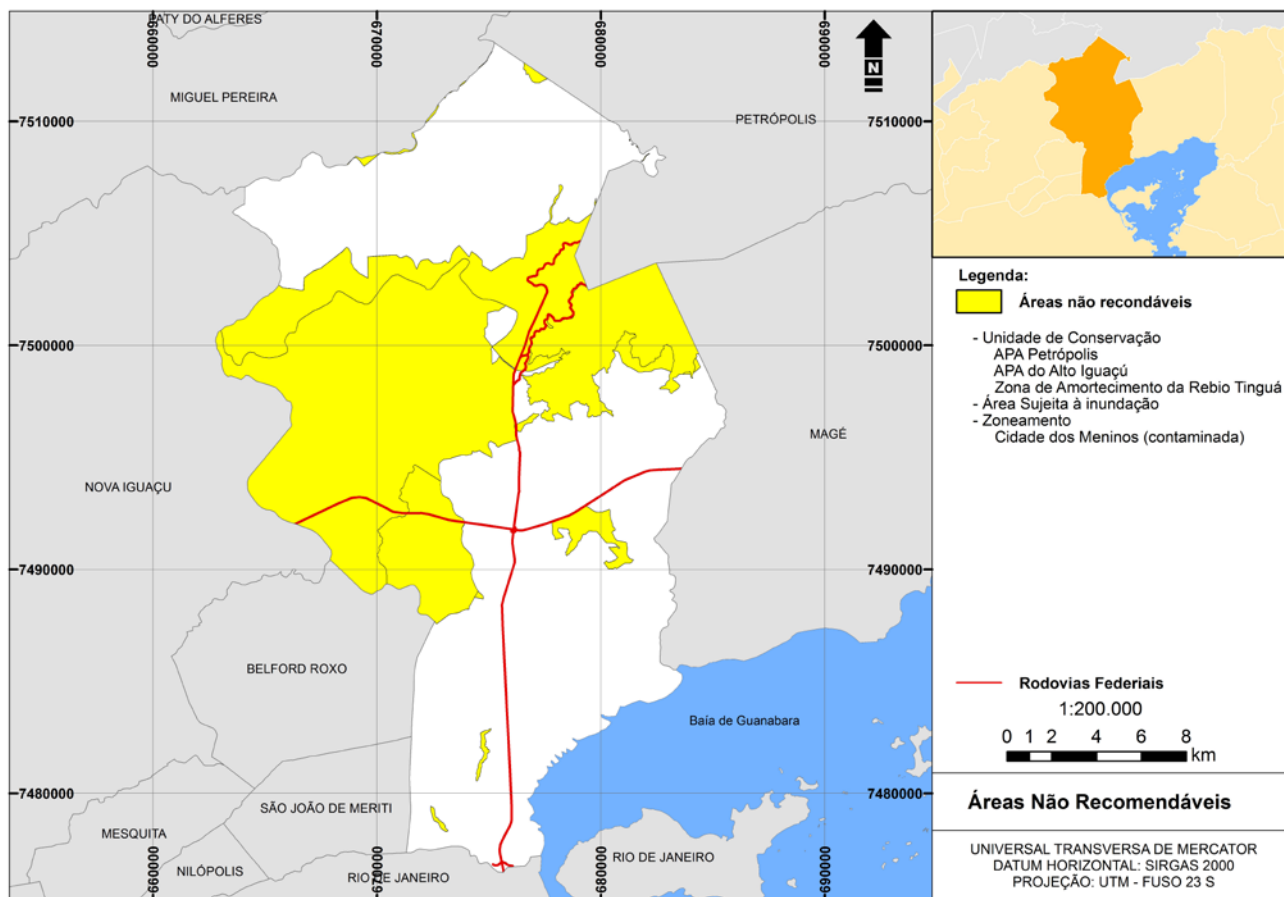 PATY DO ALFERES
660000
670000
680000
690000
N
MIGUEL PEREIRA
PETRÓPOLIS
7510000
7510000
7500000
7500000
MAGÉ
NOVA IGUAÇU
7490000
7490000
BELFORD ROXO
Baía de Guanabara
7480000
7480000
SÃO JOÃO DE MERITI
MESQUITA
NILÓPOLIS
RIO DE JANEIRO
RIO DE JANEIRO
660000
670000
680000
690000
Legenda:
Áreas não recondáveis
- Unidade de Conservação
APA Petrópolis
APA do Alto Iguaçú
Zona de Amortecimento da Rebio Tinguá
- Área Sujeita à inundação
- Zoneamento
Cidade dos Meninos (contaminada)
Rodovias Federiais
1:200.000
0 1 2 4 6 8
km
Áreas Não Recomendáveis
UNIVERSAL TRANSVERSA DE MERCATOR
DATUM HORIZONTAL: SIRGAS 2000
PROJEÇÃO: UTM - FUSO 23 S